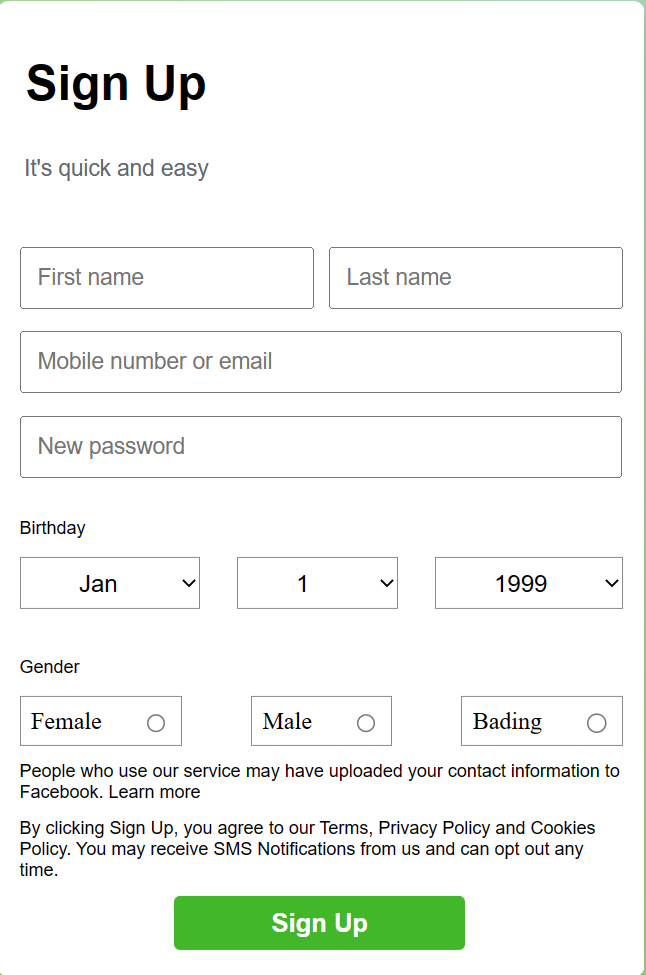 Sign Up
It's quick and easy
First name Last name
Mobile number or email
New password
Birthday
Jan 1 1999
Gender
Female Male Bading
People who use our service may have uploaded your contact information to
Facebook. Learn more
By clicking Sign Up, you agree to our Terms, Privacy Policy and Cookies
Policy. You may receive SMS Notifications from us and can opt out any
time.
Sign Up